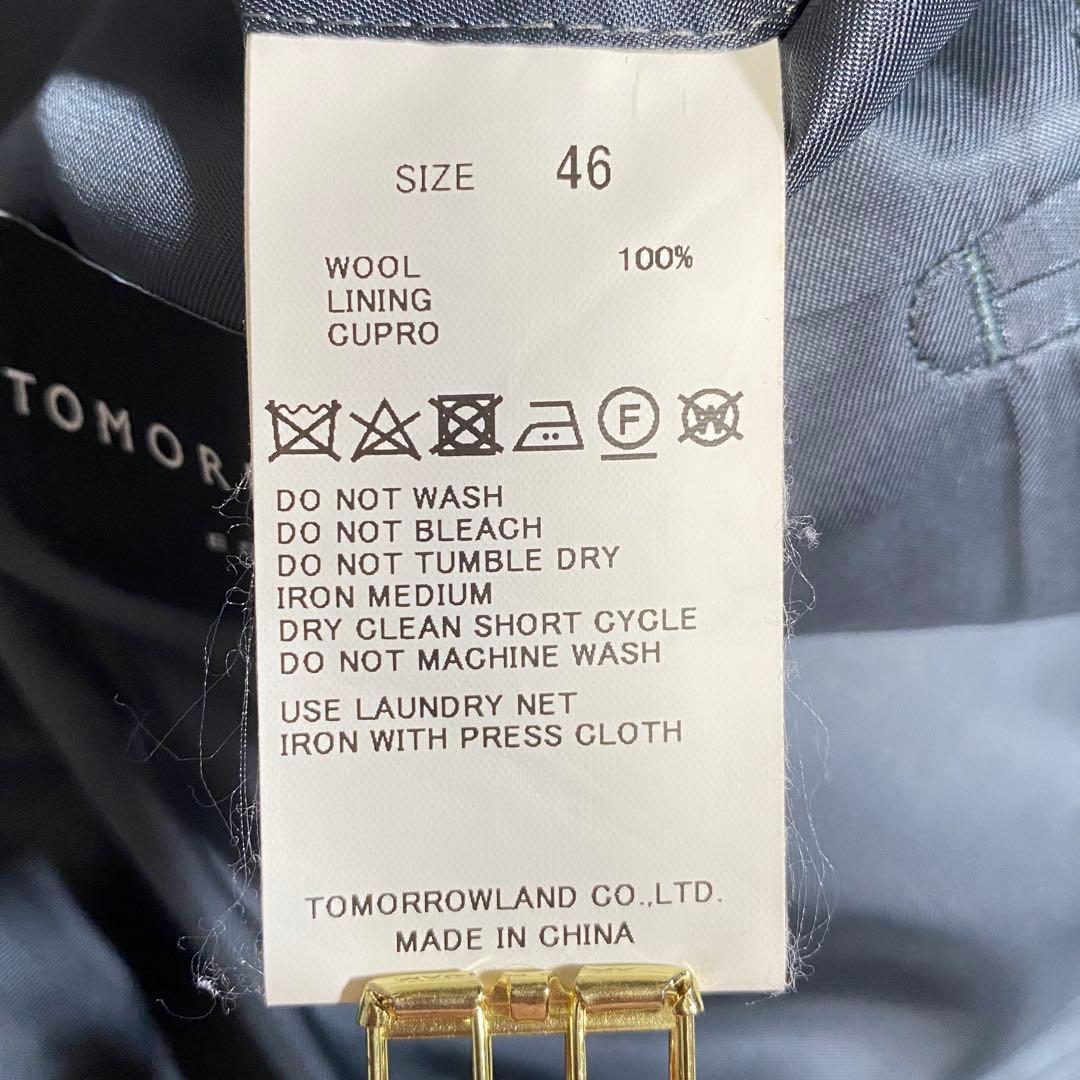 SIZE 46
WOOL 100%
LINING
CUPRO
F W
DO NOT WASH
DO NOT BLEACH
DO NOT TUMBLE DRY
IRON MEDIUM
DRY CLEAN SHORT CYCLE
DO NOT MACHINE WASH
USE LAUNDRY NET
IRON WITH PRESS CLOTH
TOMORROWLAND CO.,LTD.
MADE IN CHINA
TOMOR